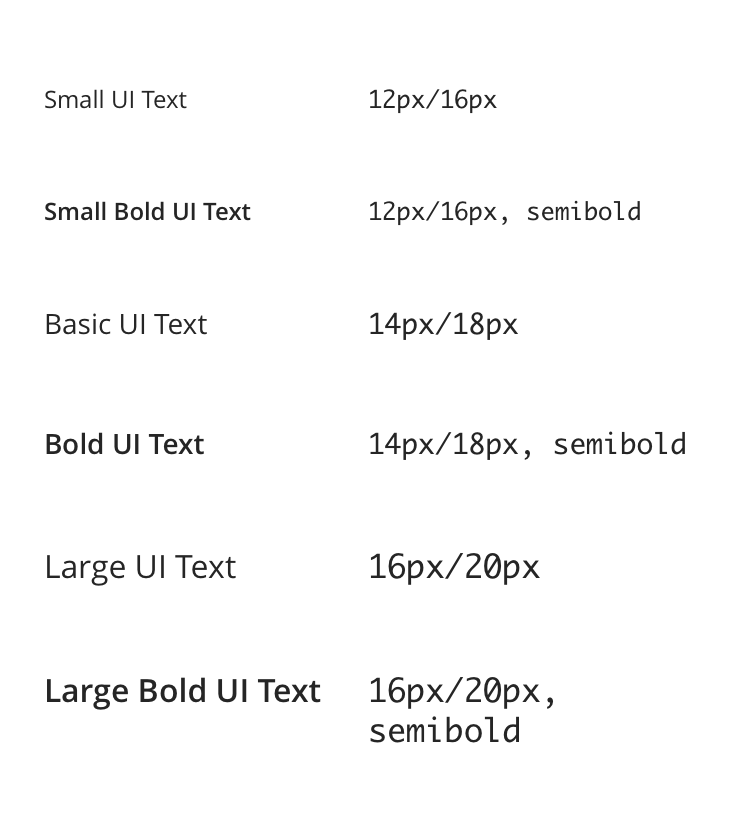 Small UI Text 12px/16px
Small Bold UI Text 12px/16px, semibold
Basic UI Text 14px/18px
Bold UI Text 14px/18px, semibold
Large UI Text 16px/20px
Large Bold UI Text 16px/20px,
semibold